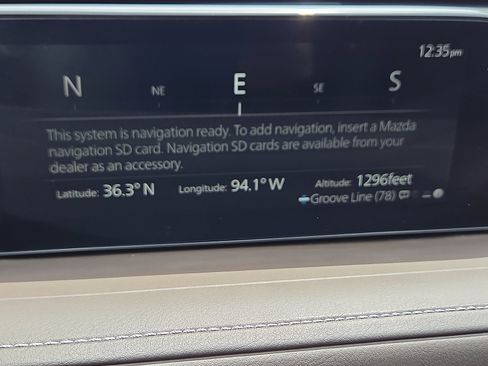 12:35pm
N NE E SE S
This system is navigation ready. To add navigation, insert a Mazda
navigation SD card. Navigation SD cards are available from your
dealer as an accessory.
Latitude: 36.3° N Longitude: 94.1° W Altitude: 1296feet
Groove Line (78)